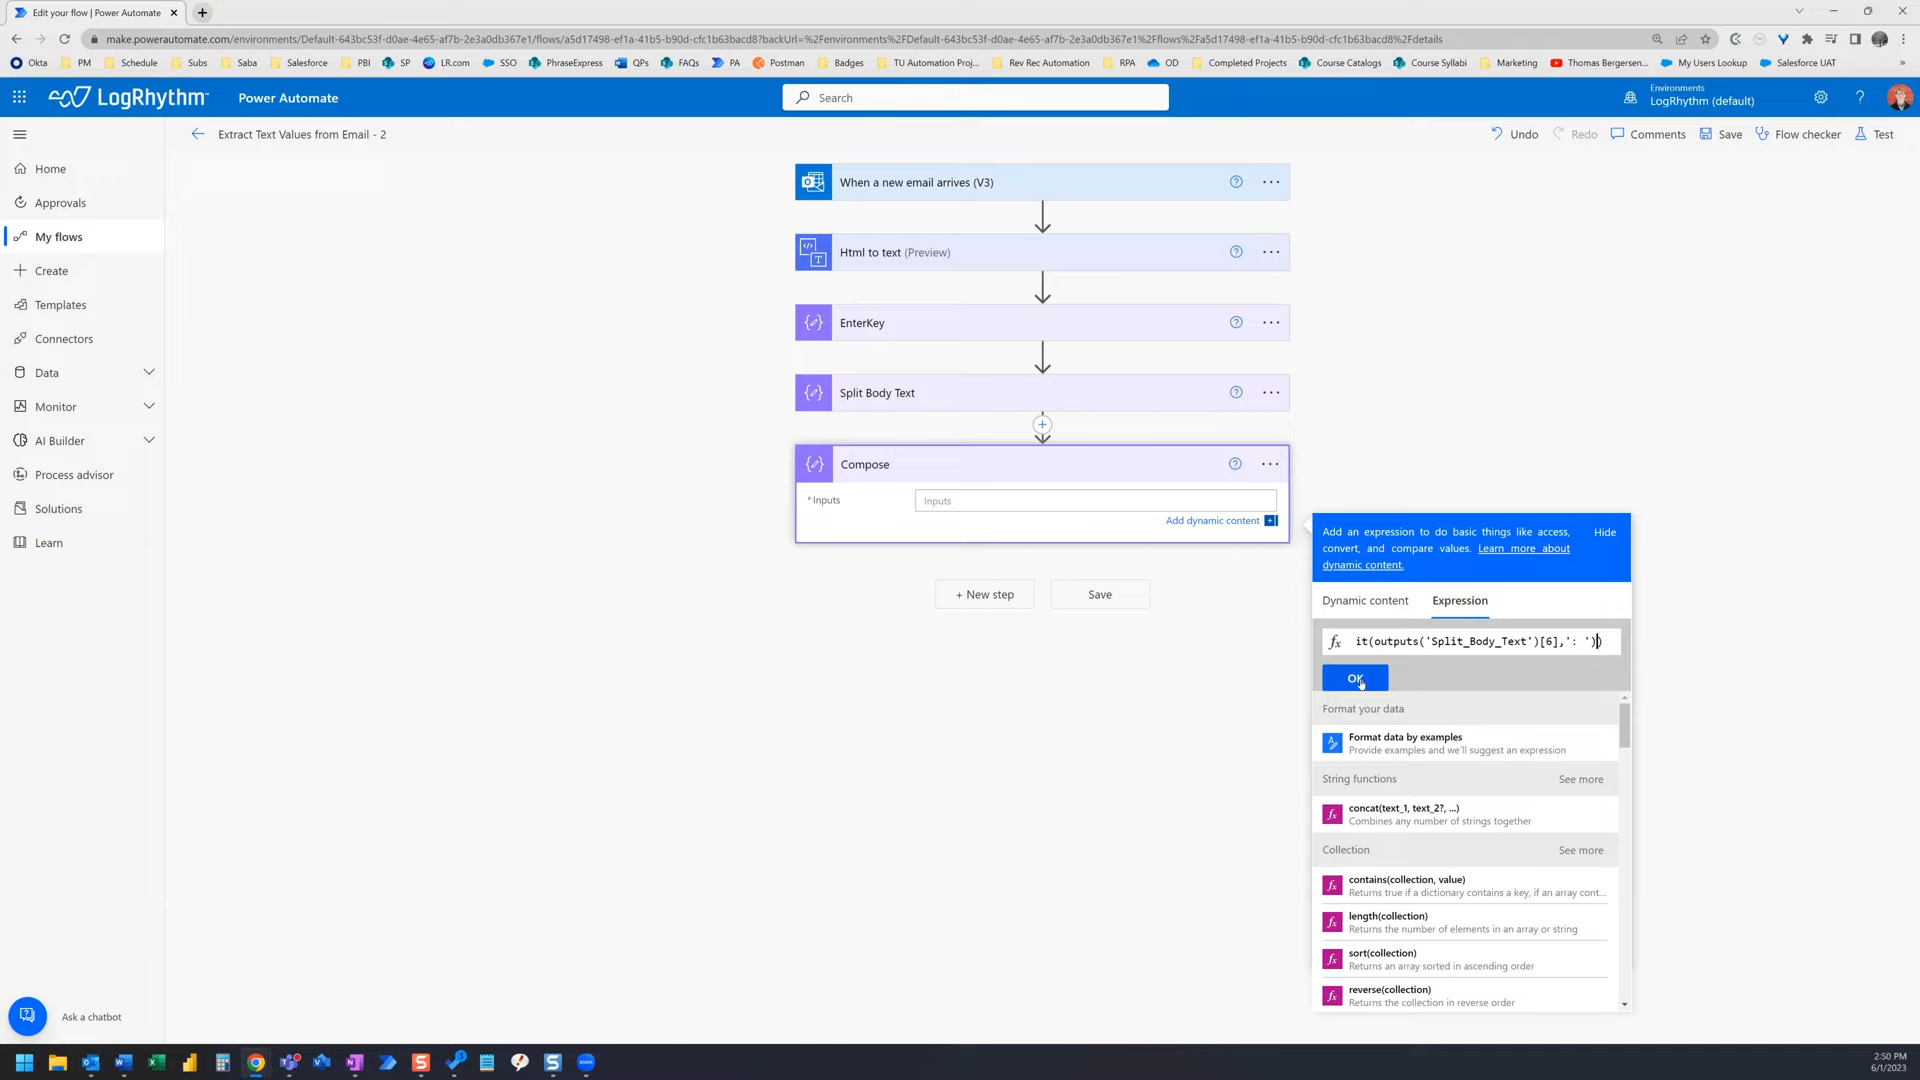 Edit your flow | Power Automate
make.powerautomate.com/environments/Default-643bc53f-d0ae-4e65-af7b-2e3a0db367e1/flows/a5d17498-ef1a-41b5-b90d-cfc1b63bacd8?backUrl=%2Fenvironments%2FDefault-643bc53f-d0ae-4e65-af7b-2e3a0db367e1%2Fflows%2Fa5d17498-ef1a-41b5-b90d-cfc1b63bacd8%2Fdetails
Okta PM Schedule Subs Saba Salesforce PBI SP LR.com SSO PhraseExpress QPs FAQs PA Postman Badges TU Automation Proj... Rev Rec Automation RPA OD Completed Projects Course Catalogs Course Syllabi Marketing Thomas Bergersen... My Users Lookup Salesforce UAT »
LogRhythm Power Automate Search
Environments
LogRhythm (default)
Extract Text Values from Email - 2
Undo Redo Comments Save Flow checker Test
Home
Approvals
My flows
Create
Templates
Connectors
Data
Monitor
AI Builder
Process advisor
Solutions
Learn
Ask a chatbot
When a new email arrives (V3)
Html to text (Preview)
EnterKey
Split Body Text
Compose
* Inputs Inputs
Add dynamic content
+ New step Save
Add an expression to do basic things like access, convert, and compare values. Learn more about dynamic content.
Hide
Dynamic content Expression
fx it(outputs('Split_Body_Text')[6],': '))
OK
Format your data
Format data by examples
Provide examples and we'll suggest an expression
String functions See more
concat(text_1, text_2?, ...)
Combines any number of strings together
Collection See more
contains(collection, value)
Returns true if a dictionary contains a key, if an array cont...
length(collection)
Returns the number of elements in an array or string
sort(collection)
Returns an array sorted in ascending order
reverse(collection)
Returns the collection in reverse order
2:50 PM
6/1/2023